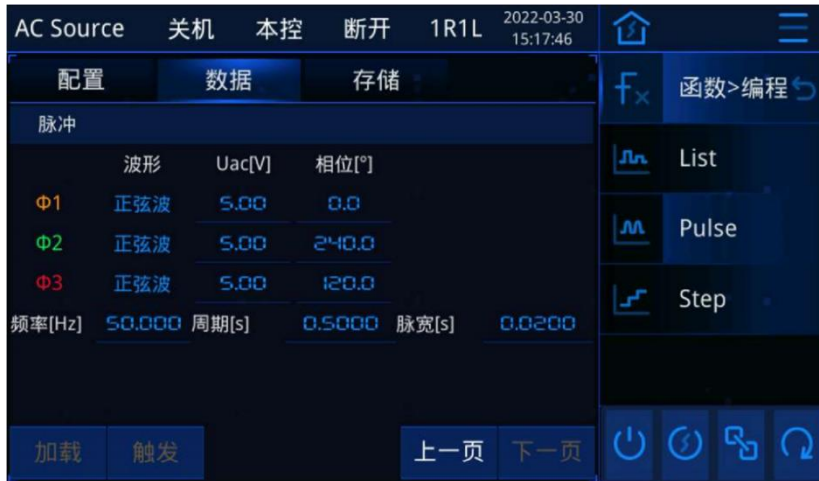 AC Source 关机 本控 断开 1R1L 2022-03-30
15:17:46
配置 数据 存储
函数>编程
脉冲
波形 Uac[V] 相位[°]
List
Φ1 正弦波 5.00 0.0
Φ2 正弦波 5.00 240.0
Pulse
Φ3 正弦波 5.00 120.0
Step
频率[Hz] 50.000 周期[s] 0.5000 脉宽[s] 0.0200
加载 触发 上一页 下一页